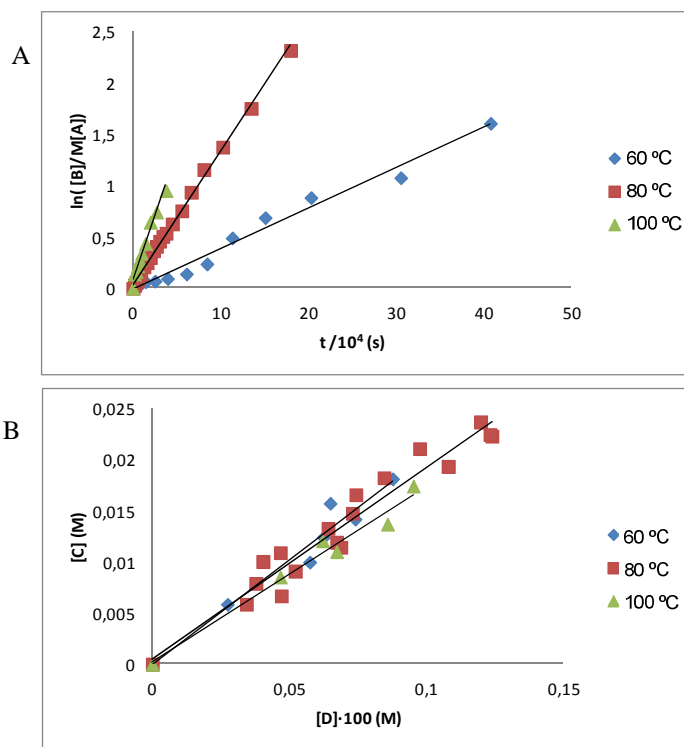 A
2,5
2
1,5
1
0,5
0
0 10 20 30 40 50
ln( [B]/M[A])
t /10⁴ (s)
60 ºC
80 ºC
100 ºC
B
0,025
0,02
0,015
0,01
0,005
0
0 0,05 0,1 0,15
[C] (M)
[D]·100 (M)
60 ºC
80 ºC
100 ºC